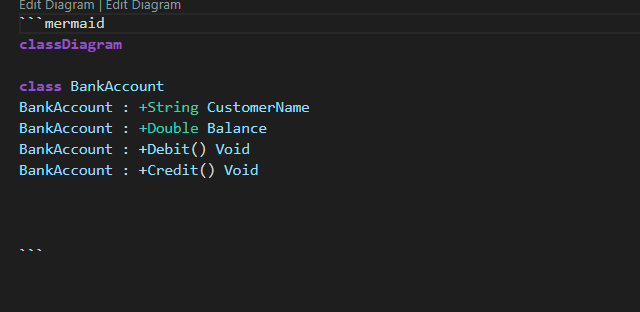 Edit Diagram | Edit Diagram
```mermaid
classDiagram
class BankAccount
BankAccount : +String CustomerName
BankAccount : +Double Balance
BankAccount : +Debit() Void
BankAccount : +Credit() Void
```